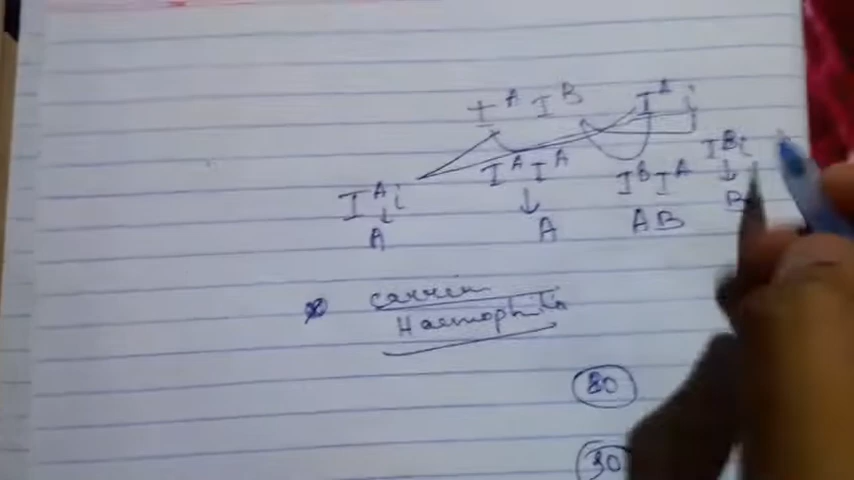 I^A I^B I^A i
I^A i I^A I^A I^B I^A I^B i
A A AB B
carrier
Haemophilia
80
30